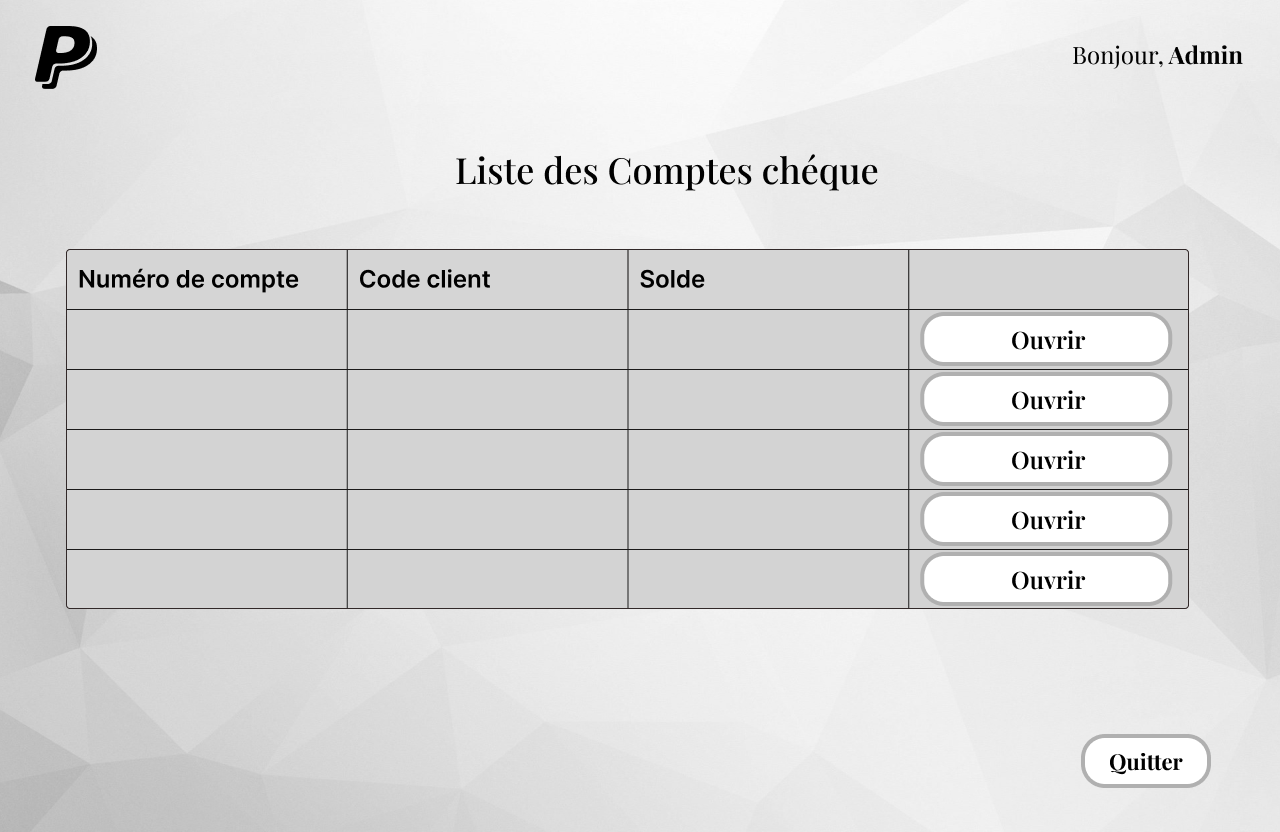 P
Bonjour, Admin
Liste des Comptes chéque
Numéro de compte Code client Solde
Ouvrir
Ouvrir
Ouvrir
Ouvrir
Ouvrir
Quitter